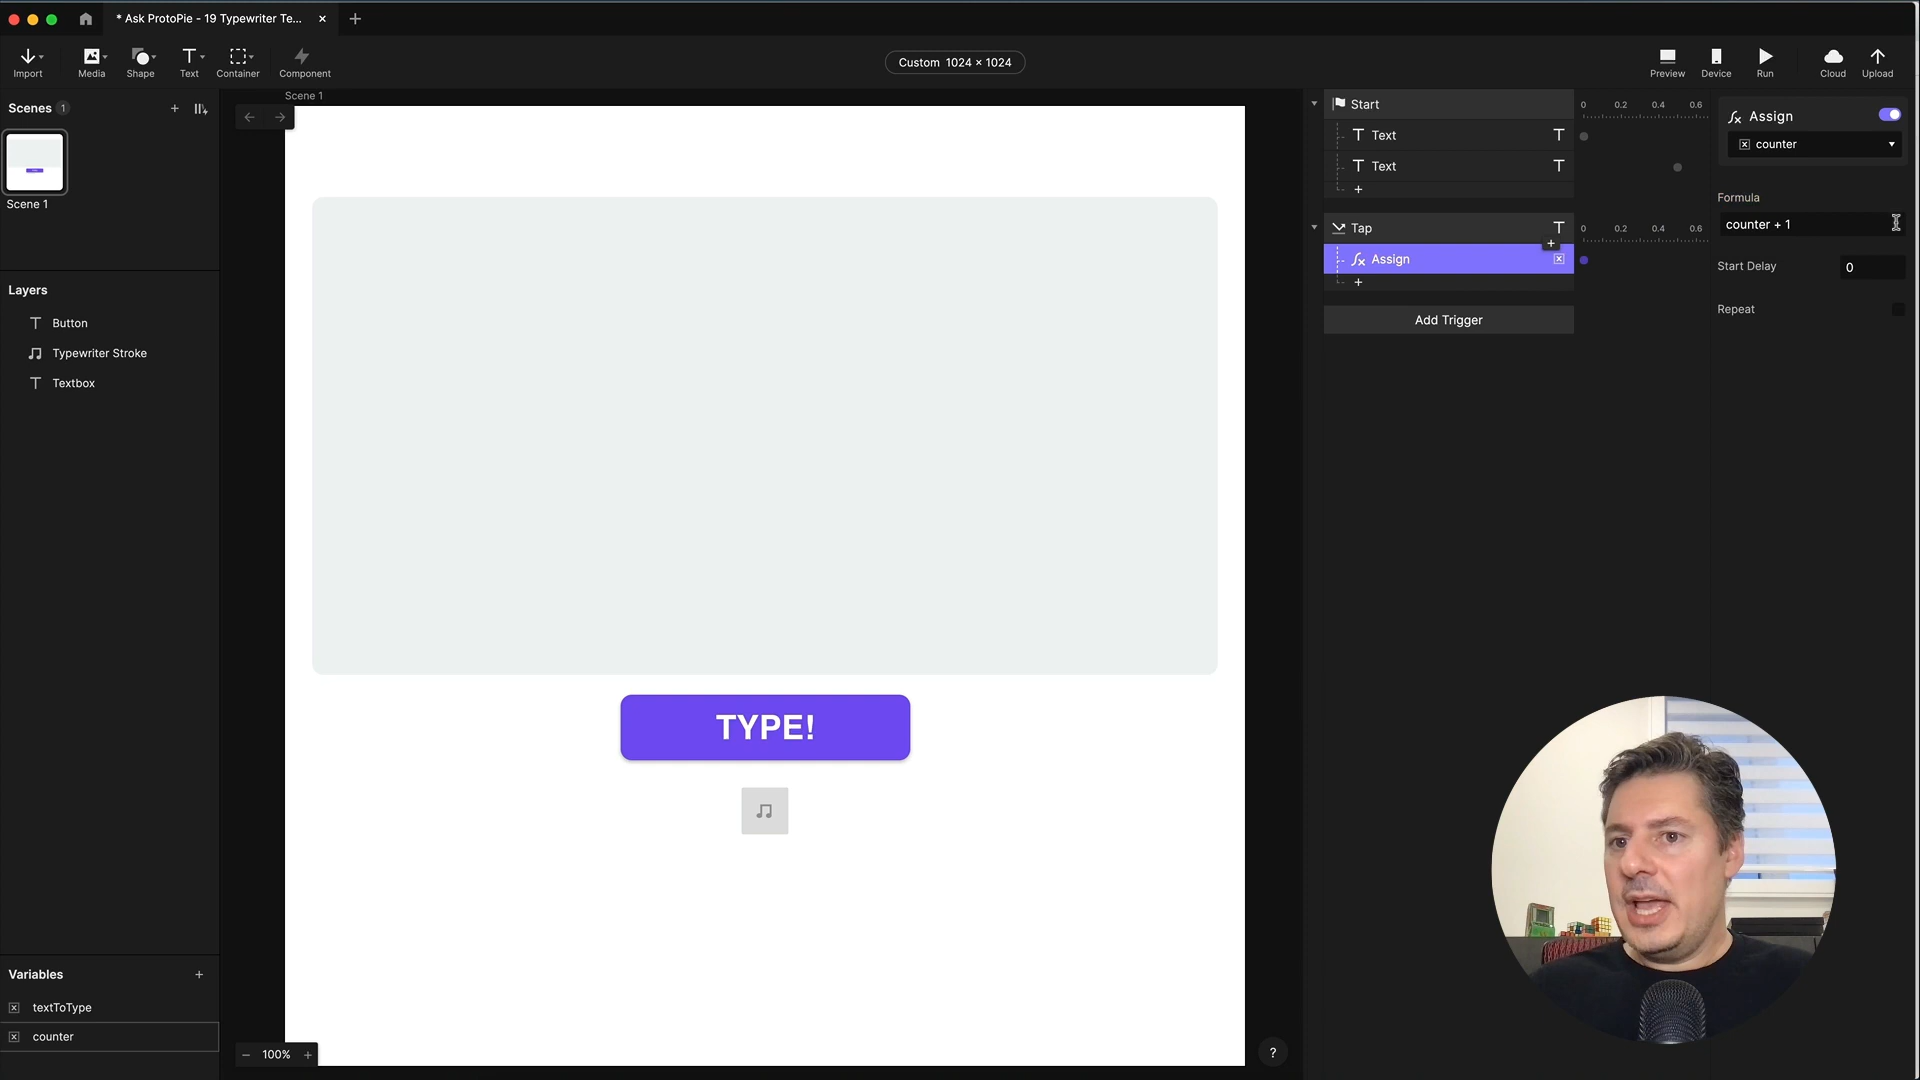 * Ask ProtoPie - 19 Typewriter Te...
Import
Media
Shape
Text
Container
Component
Custom 1024 × 1024
Preview
Device
Run
Cloud
Upload
Scenes 1
Scene 1
Scene 1
Layers
Button
Typewriter Stroke
Textbox
TYPE!
Variables
textToType
counter
100%
?
Start
0 0.2 0.4 0.6
Text
Text
Tap
0 0.2 0.4 0.6
Assign
Add Trigger
Assign
counter
Formula
counter + 1
Start Delay
0
Repeat